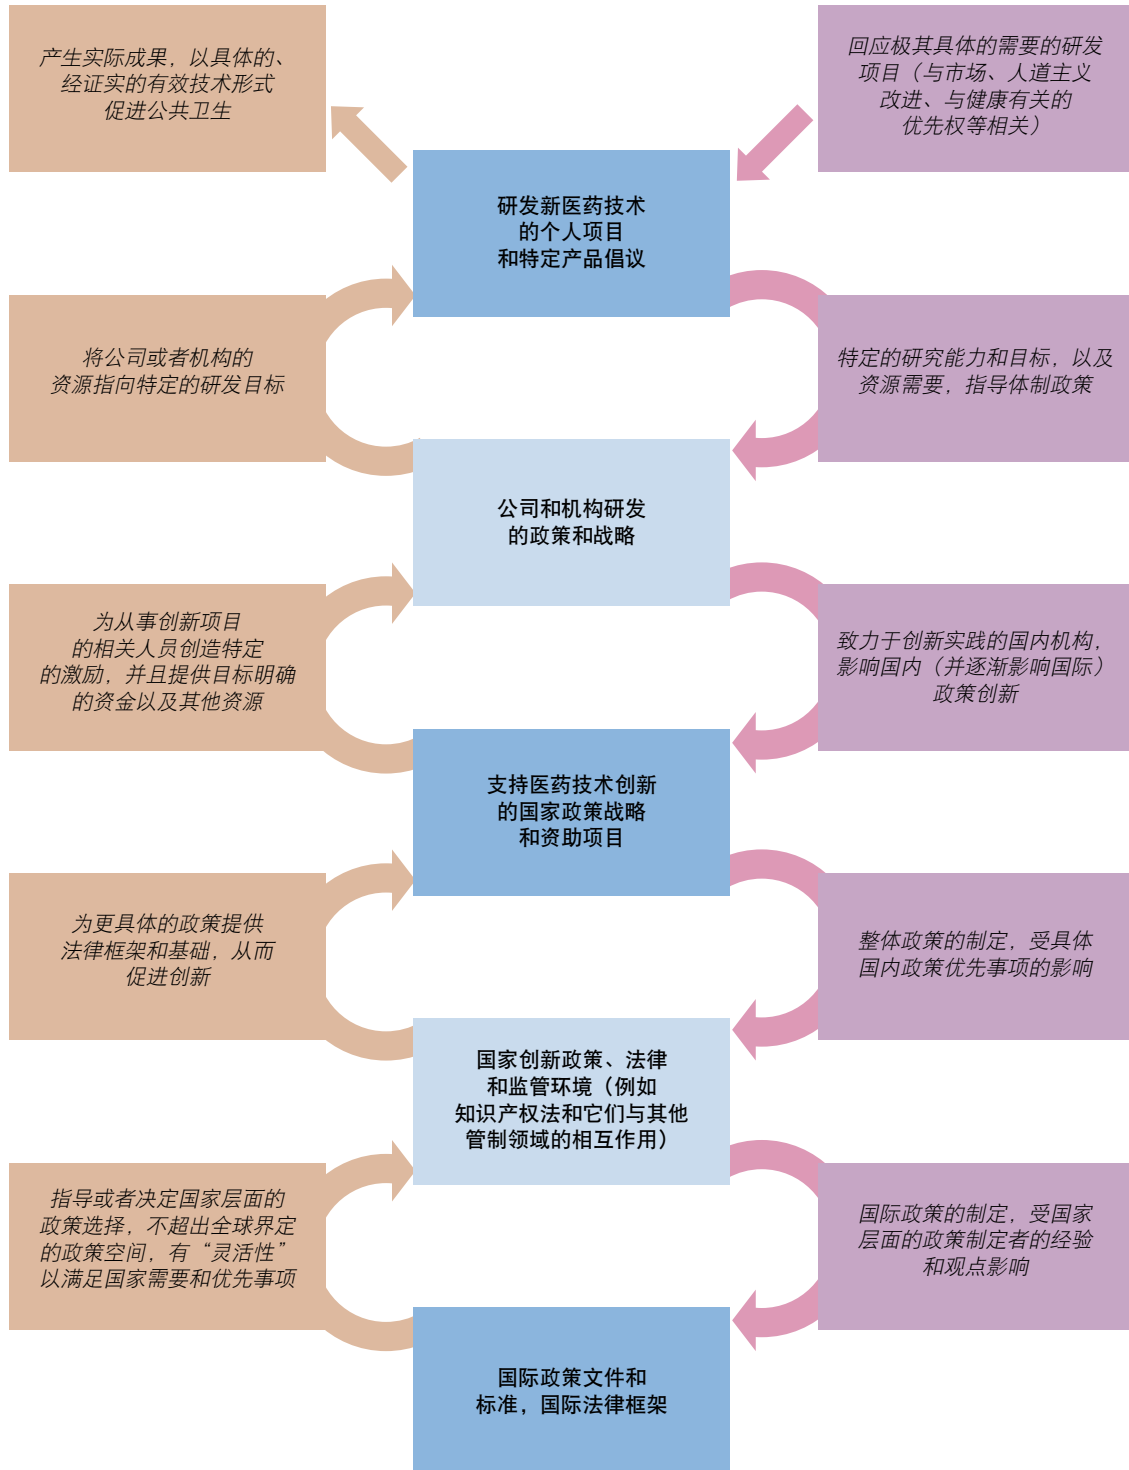 产生实际成果，以具体的、
经证实的有效技术形式
促进公共卫生
回应极其具体的需要的研发
项目（与市场、人道主义
改进、与健康有关的
优先权等相关）
研发新医药技术
的个人项目
和特定产品倡议
将公司或者机构的
资源指向特定的研发目标
特定的研究能力和目标，以及
资源需要，指导体制政策
公司和机构研发
的政策和战略
为从事创新项目
的相关人员创造特定
的激励，并且提供目标明确
的资金以及其他资源
致力于创新实践的国内机构，
影响国内（并逐渐影响国际）
政策创新
支持医药技术创新
的国家政策战略
和资助项目
为更具体的政策提供
法律框架和基础，从而
促进创新
整体政策的制定，受具体
国内政策优先事项的影响
国家创新政策、法律
和监管环境（例如
知识产权法和它们与其他
管制领域的相互作用）
指导或者决定国家层面的
政策选择，不超出全球界定
的政策空间，有“灵活性”
以满足国家需要和优先事项
国际政策的制定，受国家
层面的政策制定者的经验
和观点影响
国际政策文件和
标准，国际法律框架